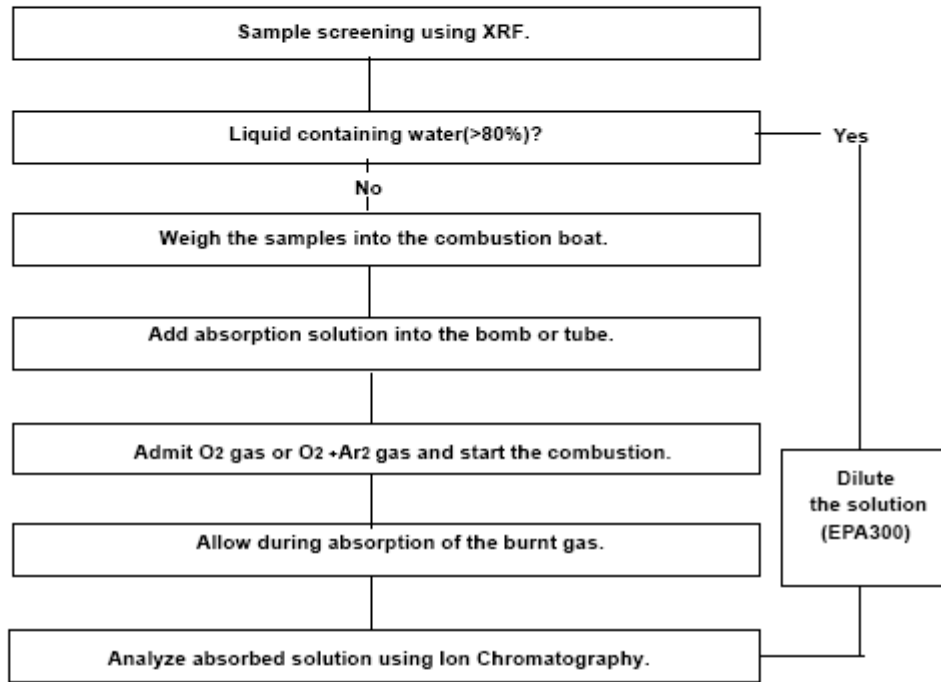 Sample screening using XRF.
Liquid containing water(>80%)?
Yes
No
Weigh the samples into the combustion boat.
Add absorption solution into the bomb or tube.
Admit O2 gas or O2 +Ar2 gas and start the combustion.
Dilute
the solution
(EPA300)
Allow during absorption of the burnt gas.
Analyze absorbed solution using Ion Chromatography.